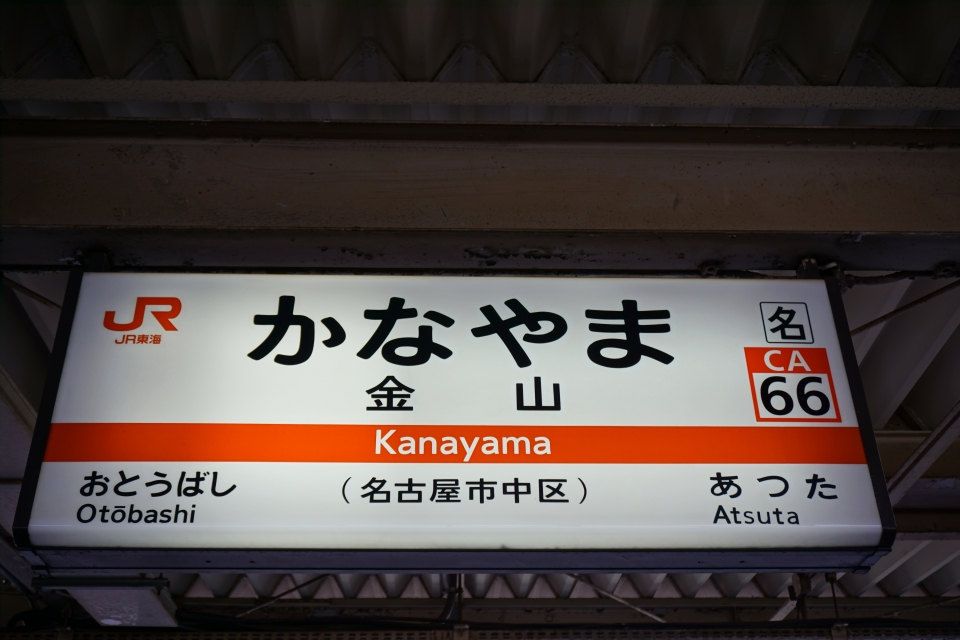 JR
JR東海
かなやま
金山
名
CA
66
Kanayama
おとうばし
Otōbashi
（名古屋市中区）
あつた
Atsuta